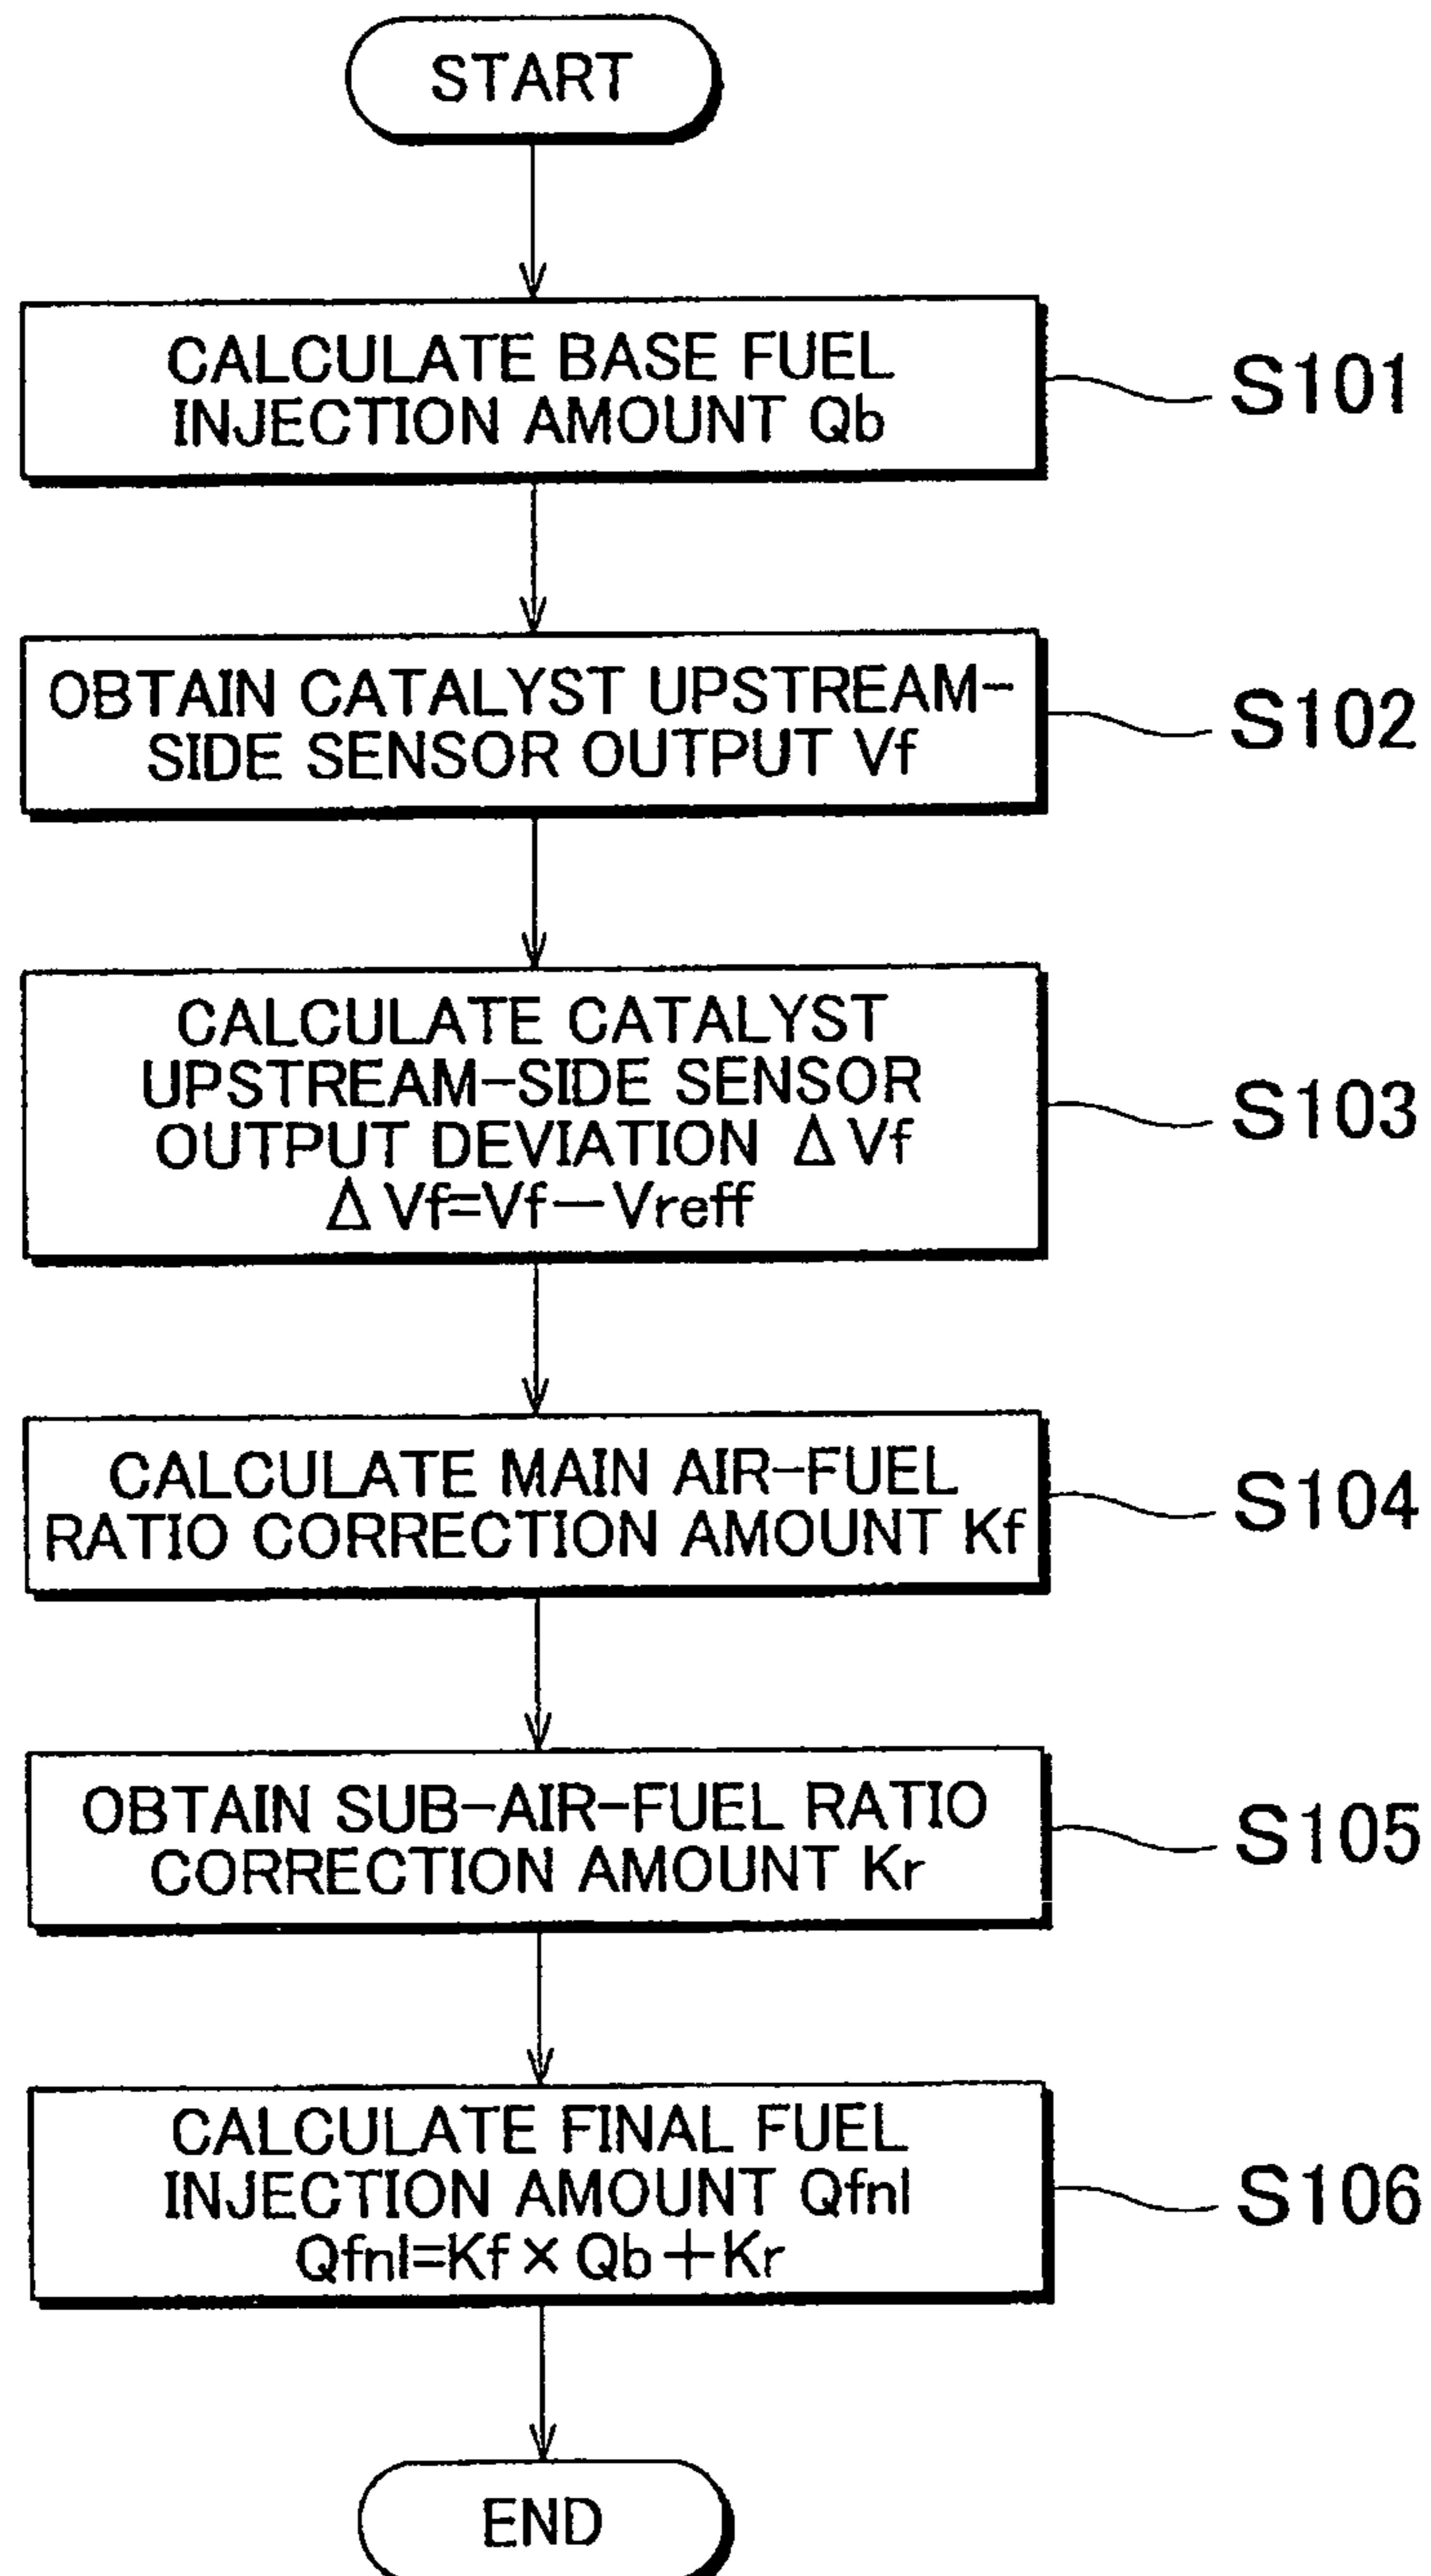 START
CALCULATE BASE FUEL
INJECTION AMOUNT Qb
S101
OBTAIN CATALYST UPSTREAM-
SIDE SENSOR OUTPUT Vf
S102
CALCULATE CATALYST
UPSTREAM-SIDE SENSOR
OUTPUT DEVIATION Δ Vf
Δ Vf=Vf-Vreff
S103
CALCULATE MAIN AIR-FUEL
RATIO CORRECTION AMOUNT Kf
S104
OBTAIN SUB-AIR-FUEL RATIO
CORRECTION AMOUNT Kr
S105
CALCULATE FINAL FUEL
INJECTION AMOUNT Qfnl
Qfnl=Kf × Qb+Kr
S106
END